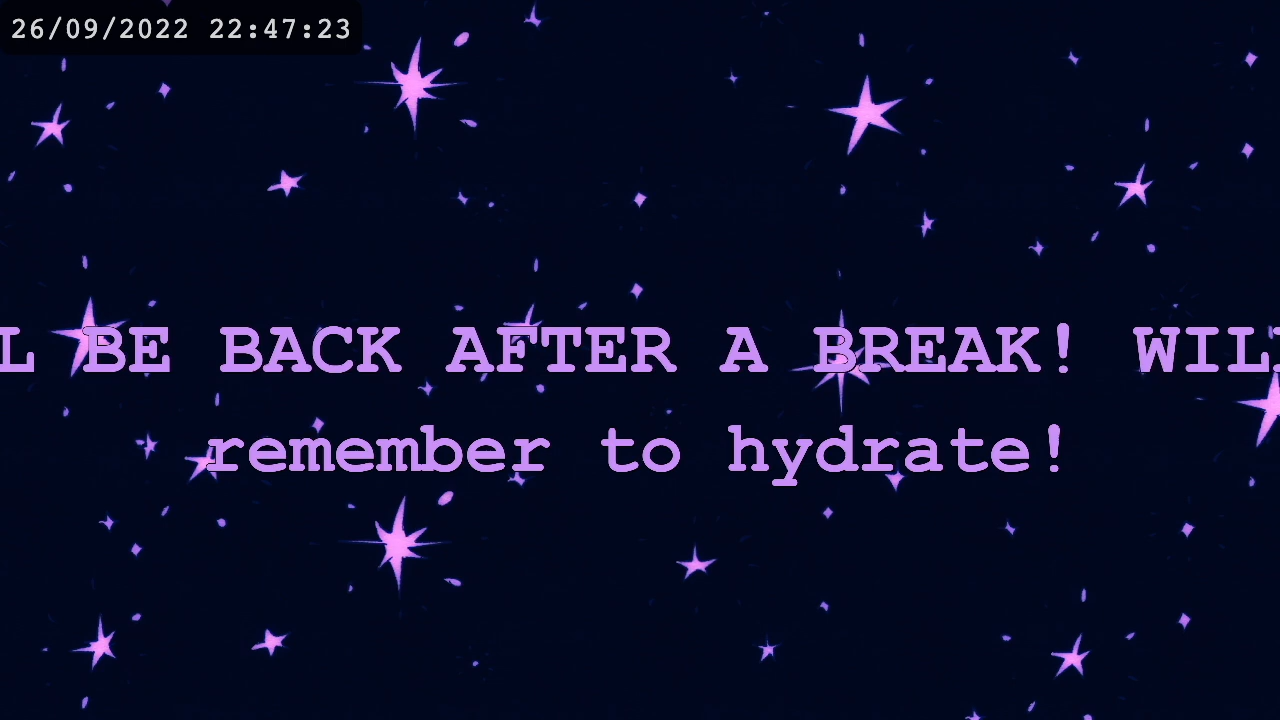 26/09/2022 22:47:23
L BE BACK AFTER A BREAK! WIL
remember to hydrate!